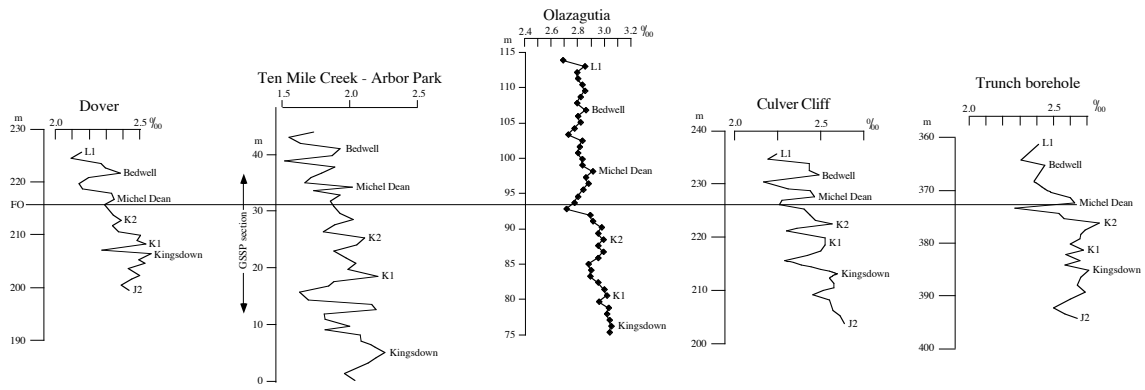 Dover
2.0 2.5 ‰
m
230
220
FO
210
200
190
L1
Bedwell
Michel Dean
K2
K1
Kingsdown
J2
Ten Mile Creek - Arbor Park
1.5 2.0 2.5
m
40
30
20
10
0
GSSP section
Bedwell
Michel Dean
K2
K1
Kingsdown
Olazagutia
2.4 2.6 2.8 3.0 3.2 ‰
m
115
110
105
100
95
90
85
80
75
L1
Bedwell
Michel Dean
K2
K1
Kingsdown
Culver Cliff
2.0 2.5 ‰
m
240
230
220
210
200
L1
Bedwell
Michel Dean
K2
K1
Kingsdown
J2
Trunch borehole
2.0 2.5 ‰
m
360
370
380
390
400
L1
Bedwell
Michel Dean
K2
K1
Kingsdown
J2